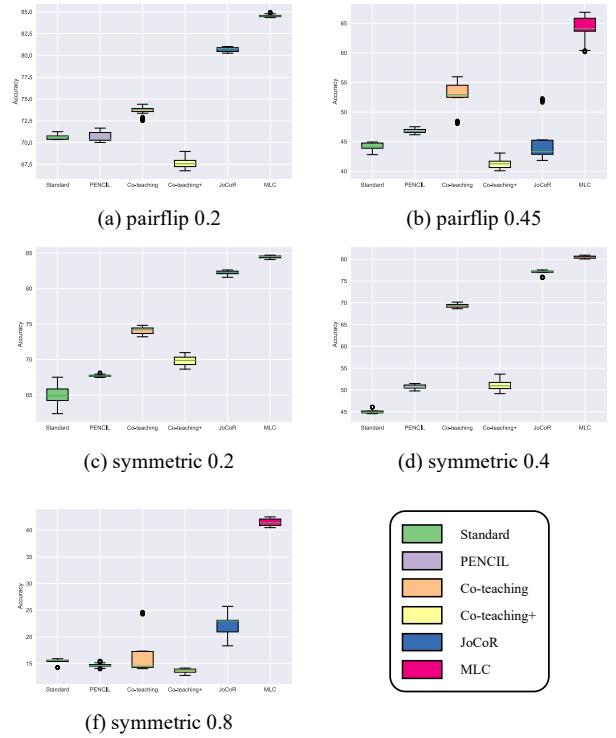 85.0
82.5
80.0
77.5
75.0
72.5
70.0
67.5
Accuracy
Standard PENCIL Co-teaching Co-teaching+ JoCoR MLC
(a) pairflip 0.2
65
60
55
50
45
40
Accuracy
Standard PENCIL Co-teaching Co-teaching+ JoCoR MLC
(b) pairflip 0.45
85
80
75
70
65
Accuracy
Standard PENCIL Co-teaching Co-teaching+ JoCoR MLC
(c) symmetric 0.2
80
75
70
65
60
55
50
45
Accuracy
Standard PENCIL Co-teaching Co-teaching+ JoCoR MLC
(d) symmetric 0.4
40
35
30
25
20
15
Accuracy
Standard PENCIL Co-teaching Co-teaching+ JoCoR MLC
(f) symmetric 0.8
Standard
PENCIL
Co-teaching
Co-teaching+
JoCoR
MLC